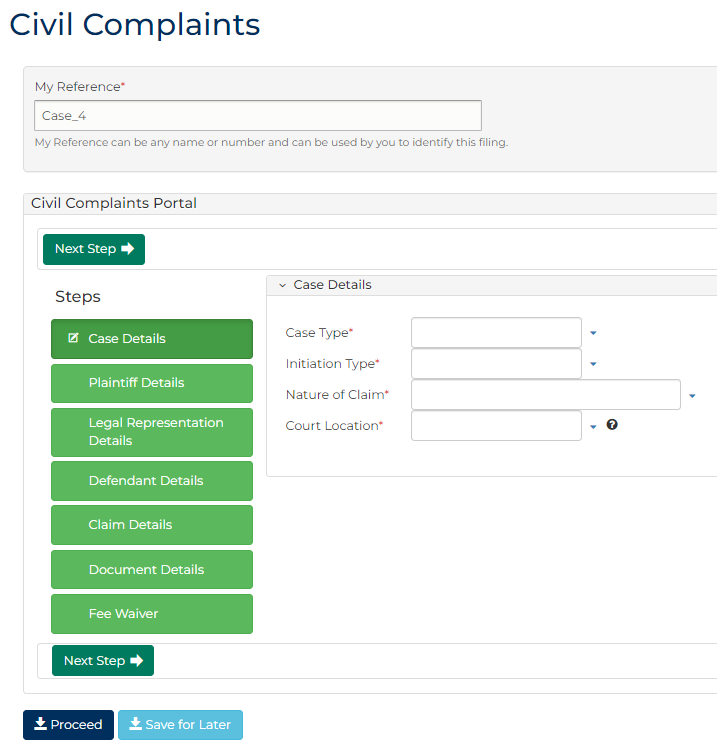 Civil Complaints
My Reference*
Case_4
My Reference can be any name or number and can be used by you to identify this filing.
Civil Complaints Portal
Next Step
Steps
Case Details
Plaintiff Details
Legal Representation
Details
Defendant Details
Claim Details
Document Details
Fee Waiver
Case Details
Case Type*
Initiation Type*
Nature of Claim*
Court Location*
?
Next Step
Proceed
Save for Later